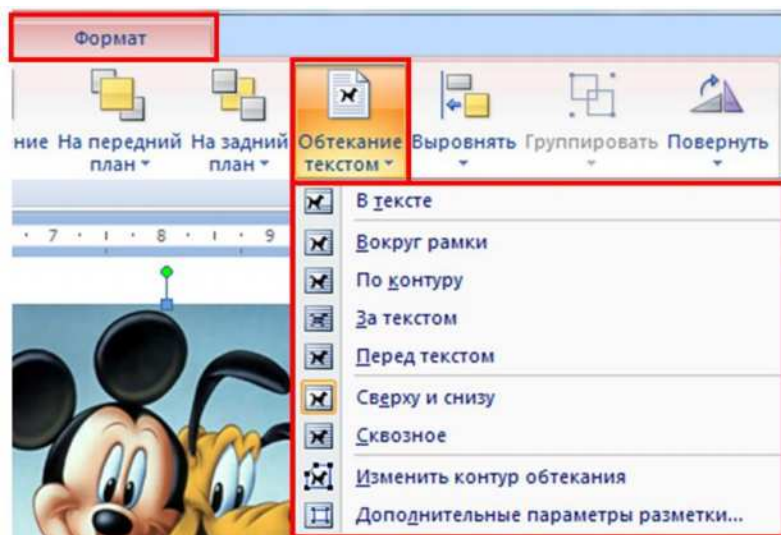 Формат
ние На передний план На задний план Обтекание текстом Выровнять Группировать Повернуть
· 7 · ı · 8 · ı · 9
В тексте
Вокруг рамки
По контуру
За текстом
Перед текстом
Сверху и снизу
Сквозное
Изменить контур обтекания
Дополнительные параметры разметки...